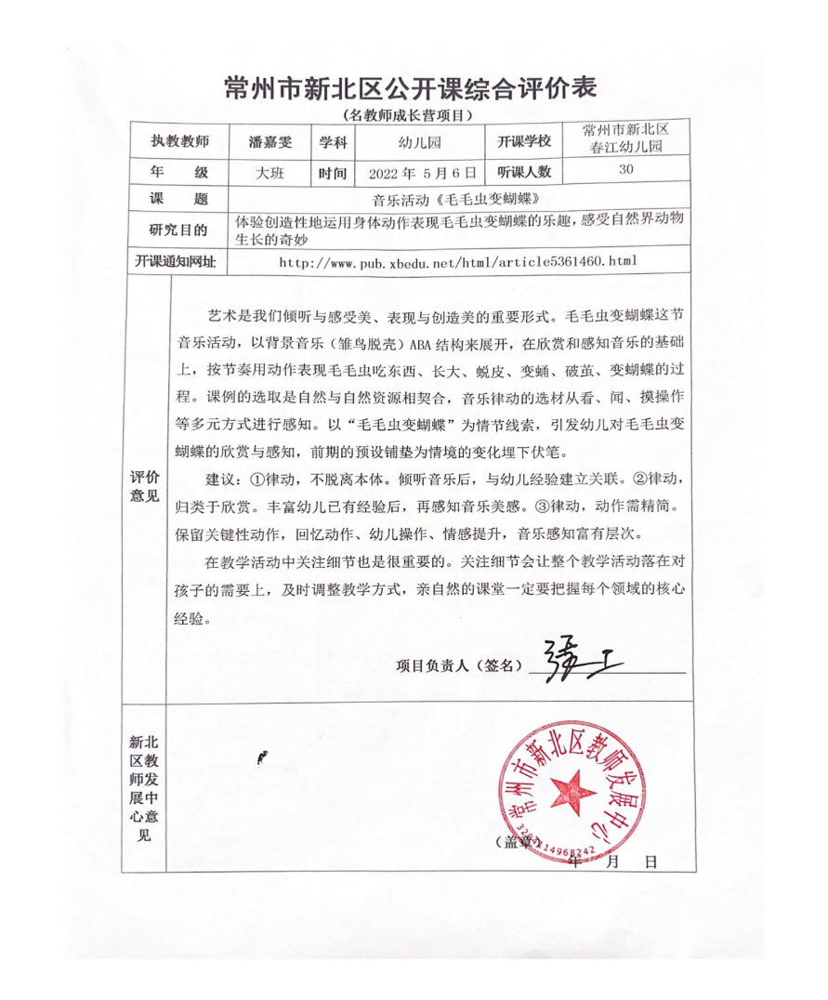 常州市新北区公开课综合评价表
(名教师成长营项目)
执教教师 潘嘉雯 学科 幼儿园 开课学校 常州市新北区
春江幼儿园
年 级 大班 时间 2022 年 5 月 6 日 听课人数 30
课 题 音乐活动《毛毛虫变蝴蝶》
研究目的 体验创造性地运用身体动作表现毛毛虫变蝴蝶的乐趣，感受自然界动物
生长的奇妙
开课通知网址 http://www.pub.xbedu.net/html/article5361460.html
艺术是我们倾听与感受美、表现与创造美的重要形式。毛毛虫变蝴蝶这节
音乐活动，以背景音乐（雏鸟脱壳）ABA 结构来展开，在欣赏和感知音乐的基础
上，按节奏用动作表现毛毛虫吃东西、长大、蜕皮、变蛹、破茧、变蝴蝶的过
程。课例的选取是自然与自然资源相契合，音乐律动的选材从看、闻、摸操作
等多元方式进行感知。以“毛毛虫变蝴蝶”为情节线索，引发幼儿对毛毛虫变
蝴蝶的欣赏与感知，前期的预设铺垫为情境的变化埋下伏笔。
评价
意见
建议：①律动，不脱离本体。倾听音乐后，与幼儿经验建立关联。②律动，
归类于欣赏。丰富幼儿已有经验后，再感知音乐美感。③律动，动作需精简。
保留关键性动作，回忆动作、幼儿操作、情感提升，音乐感知富有层次。
在教学活动中关注细节也是很重要的。关注细节会让整个教学活动落在对
孩子的需要上，及时调整教学方式，亲自然的课堂一定要把握每个领域的核心
经验。
项目负责人（签名）
新北
区教
师发
展中
心意
见
常州市新北区教师发展中心
（盖章）
年 月 日